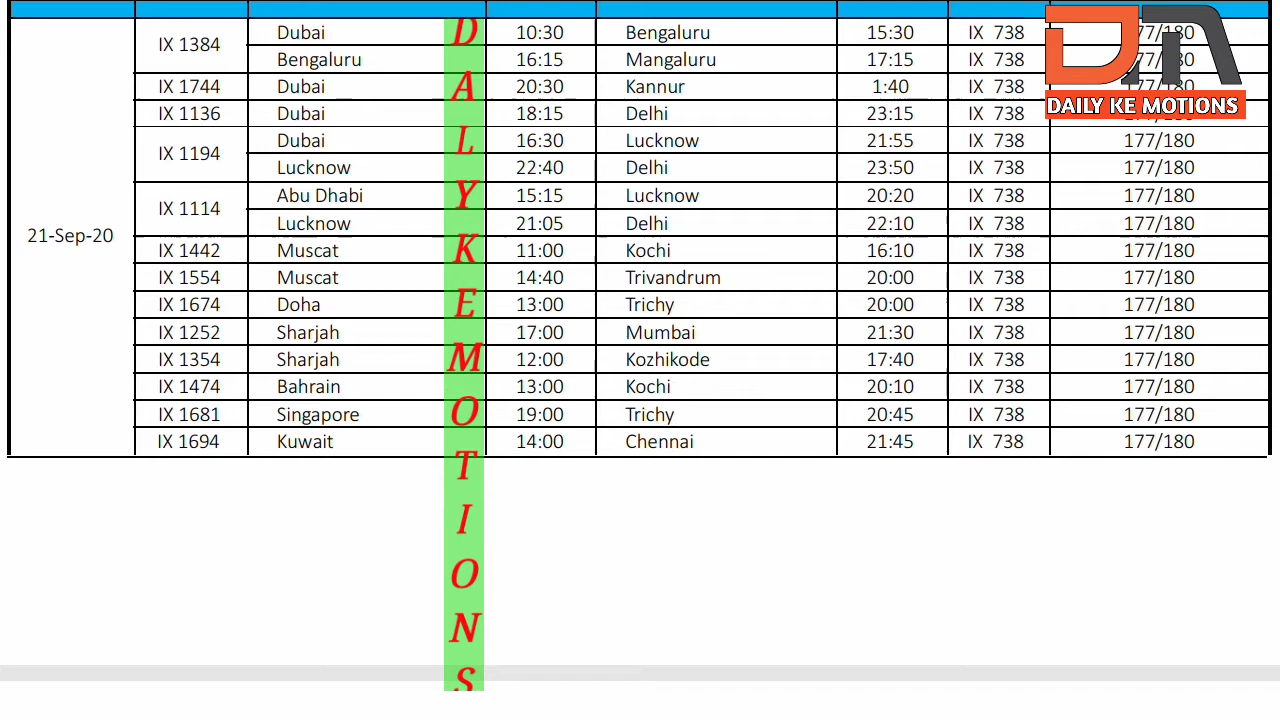 21-Sep-20
IX 1384 Dubai 10:30 Bengaluru 15:30 IX 738 177/180
Bengaluru 16:15 Mangaluru 17:15 IX 738
IX 1744 Dubai 20:30 Kannur 1:40 IX 738
IX 1136 Dubai 18:15 Delhi 23:15 IX 738
IX 1194 Dubai 16:30 Lucknow 21:55 IX 738 177/180
Lucknow 22:40 Delhi 23:50 IX 738 177/180
IX 1114 Abu Dhabi 15:15 Lucknow 20:20 IX 738 177/180
Lucknow 21:05 Delhi 22:10 IX 738 177/180
IX 1442 Muscat 11:00 Kochi 16:10 IX 738 177/180
IX 1554 Muscat 14:40 Trivandrum 20:00 IX 738 177/180
IX 1674 Doha 13:00 Trichy 20:00 IX 738 177/180
IX 1252 Sharjah 17:00 Mumbai 21:30 IX 738 177/180
IX 1354 Sharjah 12:00 Kozhikode 17:40 IX 738 177/180
IX 1474 Bahrain 13:00 Kochi 20:10 IX 738 177/180
IX 1681 Singapore 19:00 Trichy 20:45 IX 738 177/180
IX 1694 Kuwait 14:00 Chennai 21:45 IX 738 177/180
DALYKEMOTIONS
DM
DAILY KE MOTIONS